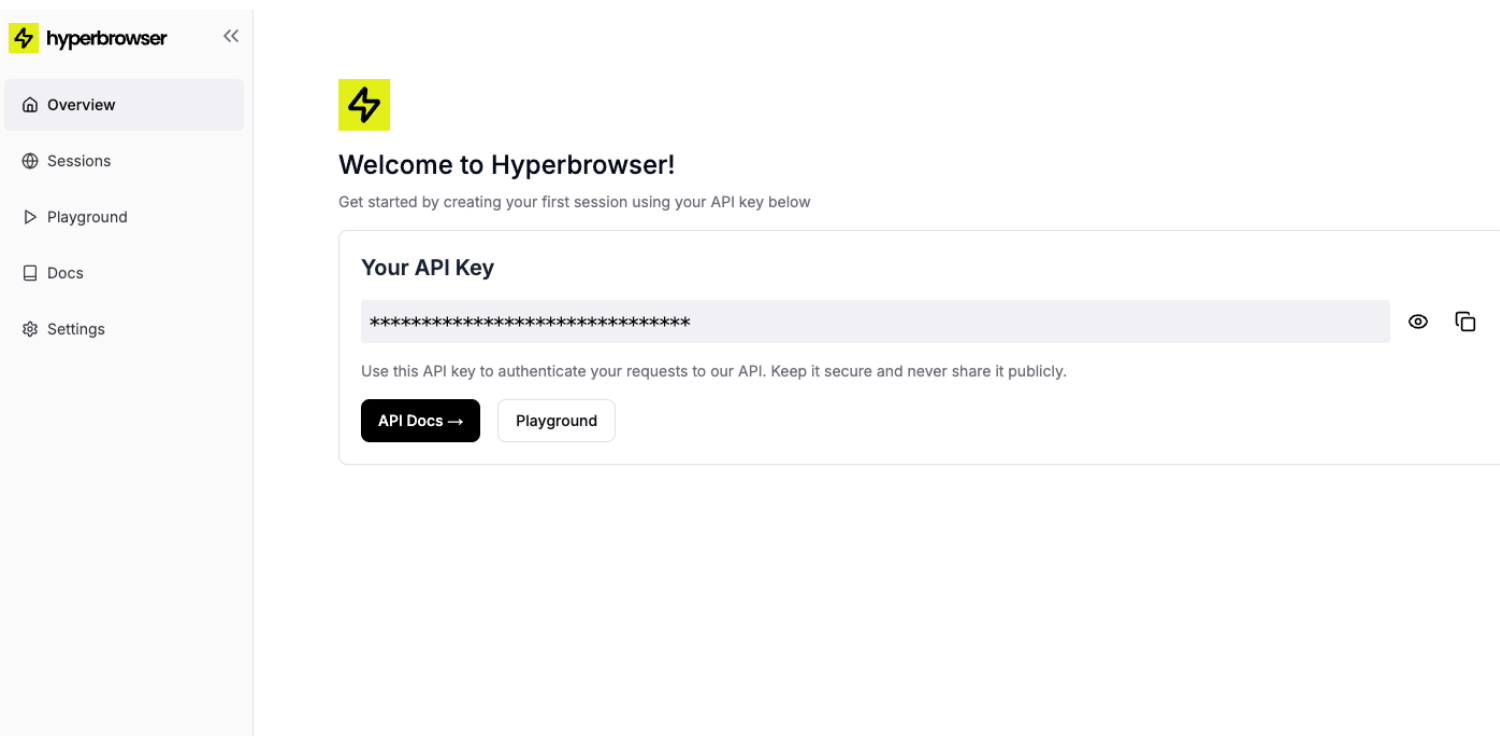 hyperbrowser
Overview
Sessions
Playground
Docs
Settings
Welcome to Hyperbrowser!
Get started by creating your first session using your API key below
Your API Key
*******************************
Use this API key to authenticate your requests to our API. Keep it secure and never share it publicly.
API Docs →
Playground